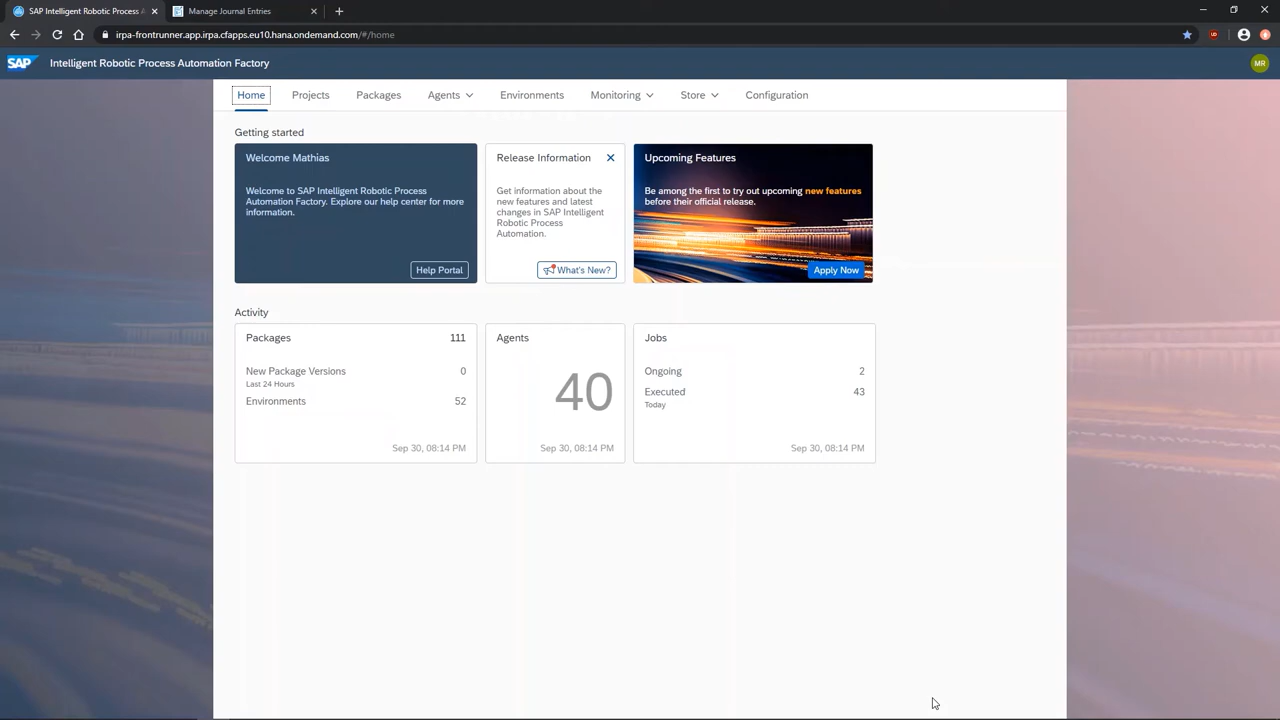 SAP Intelligent Robotic Process A
Manage Journal Entries
irpa-frontrunner.app.irpa.cfapps.eu10.hana.ondemand.com/#/home
SAP Intelligent Robotic Process Automation Factory
MR
Home Projects Packages Agents Environments Monitoring Store Configuration
Getting started
Welcome Mathias
Welcome to SAP Intelligent Robotic Process
Automation Factory. Explore our help center for more
information.
Help Portal
Release Information
Get information about the
new features and latest
changes in SAP Intelligent
Robotic Process
Automation.
What's New?
Upcoming Features
Be among the first to try out upcoming new features
before their official release.
Apply Now
Activity
Packages 111
New Package Versions 0
Last 24 Hours
Environments 52
Sep 30, 08:14 PM
Agents
40
Sep 30, 08:14 PM
Jobs
Ongoing 2
Executed 43
Today
Sep 30, 08:14 PM